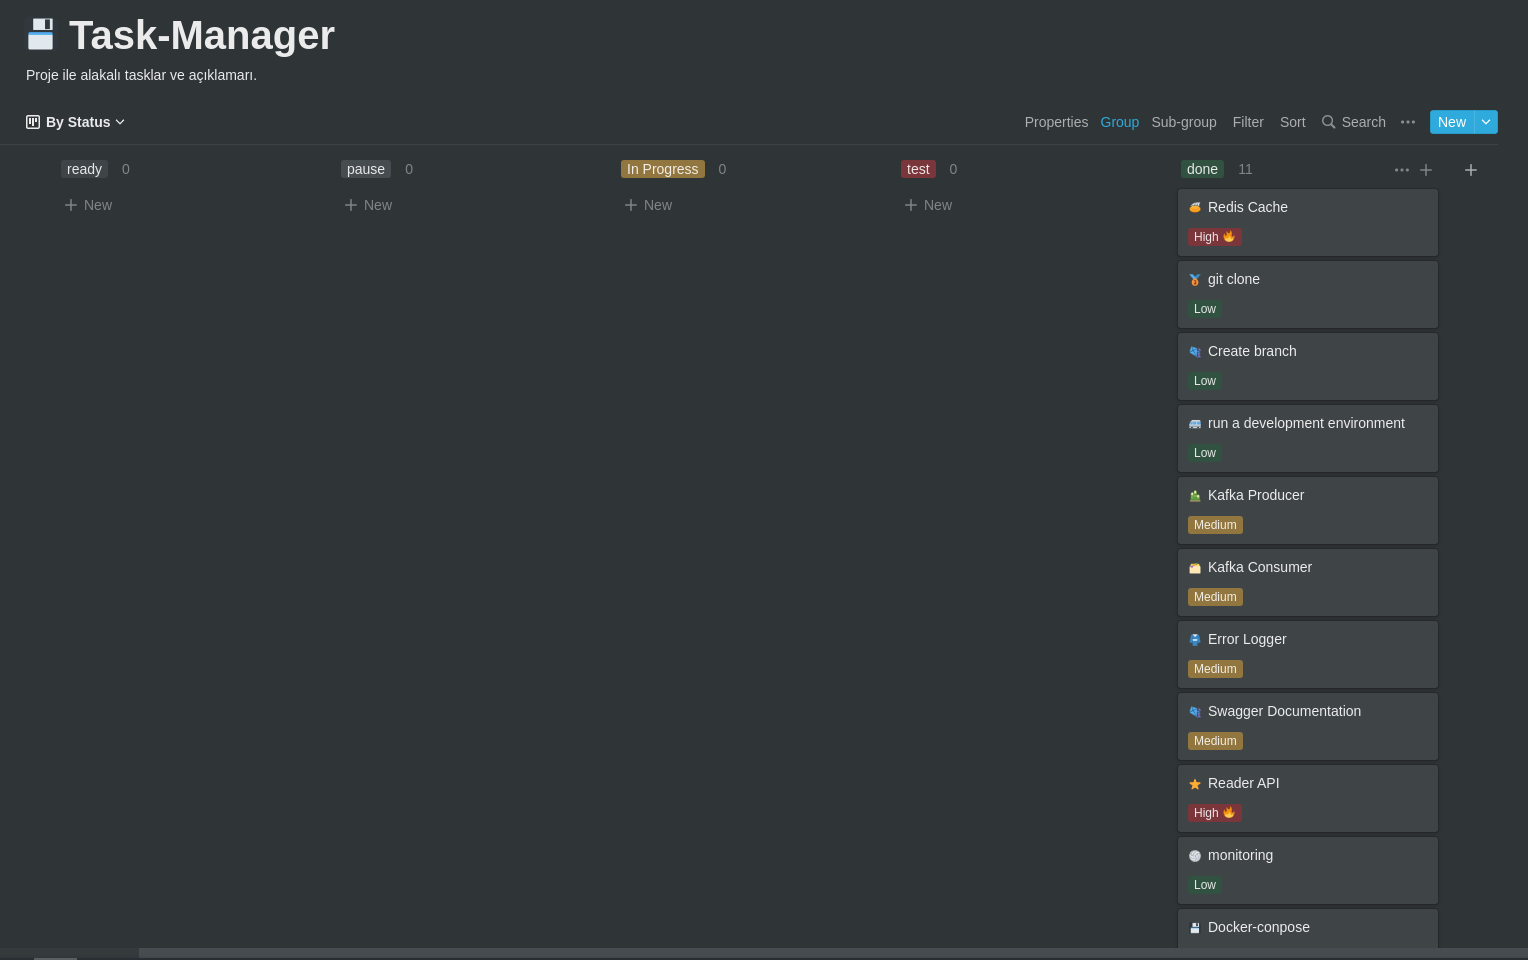 Task-Manager
Proje ile alakalı tasklar ve açıklamarı.
By Status
Properties Group Sub-group Filter Sort Search New
ready 0
New
pause 0
New
In Progress 0
New
test 0
New
done 11
Redis Cache
High
git clone
Low
Create branch
Low
run a development environment
Low
Kafka Producer
Medium
Kafka Consumer
Medium
Error Logger
Medium
Swagger Documentation
Medium
Reader API
High
monitoring
Low
Docker-conpose